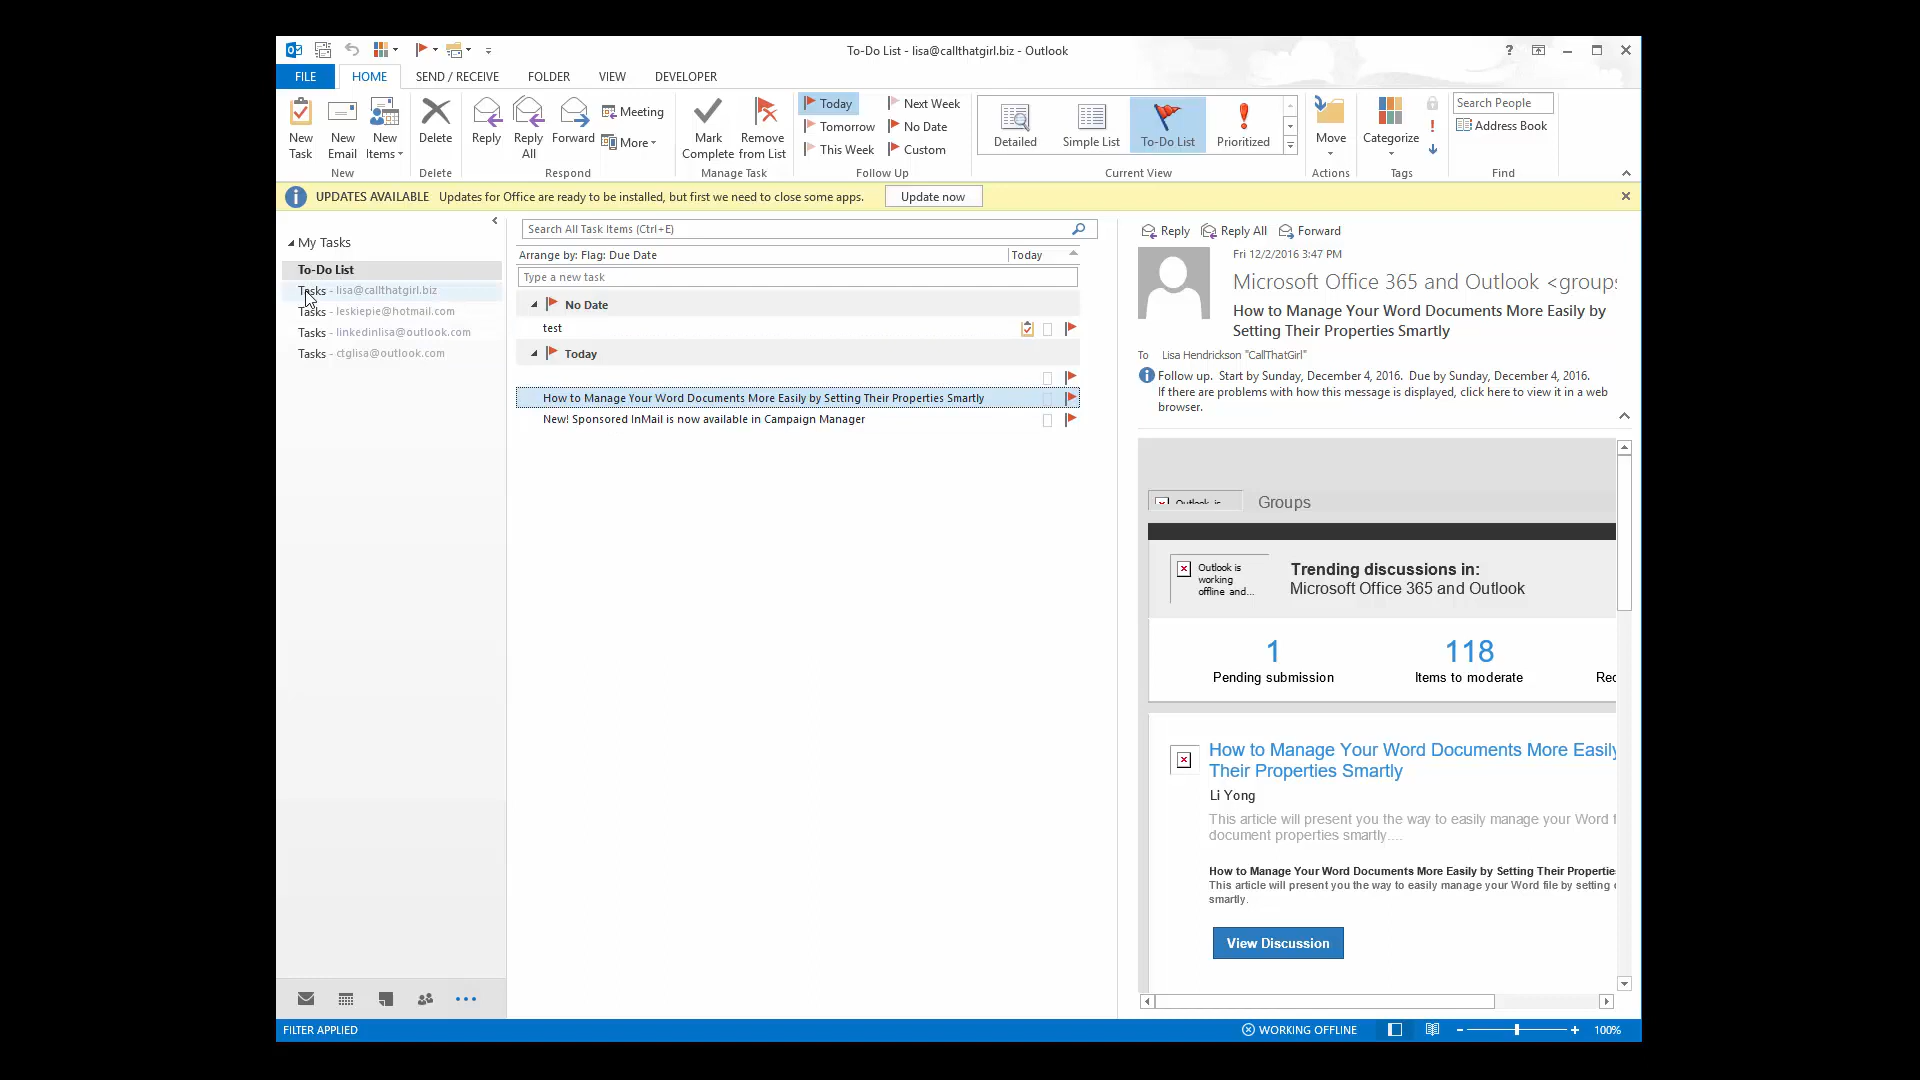 To-Do List - lisa@callthatgirl.biz - Outlook
FILE HOME SEND / RECEIVE FOLDER VIEW DEVELOPER
New Task
New Email
New Items
New
Delete
Delete
Reply
Reply All
Forward
Meeting
More
Respond
Mark Complete
Remove from List
Manage Task
Today
Tomorrow
This Week
Next Week
No Date
Custom
Follow Up
Detailed
Simple List
To-Do List
Prioritized
Current View
Move
Actions
Categorize
Tags
Search People
Address Book
Find
UPDATES AVAILABLE Updates for Office are ready to be installed, but first we need to close some apps. Update now
My Tasks
To-Do List
Tasks - lisa@callthatgirl.biz
Tasks - leskiepie@hotmail.com
Tasks - linkedinlisa@outlook.com
Tasks - ctglisa@outlook.com
Search All Task Items (Ctrl+E)
Arrange by: Flag: Due Date Today
Type a new task
No Date
test
Today
How to Manage Your Word Documents More Easily by Setting Their Properties Smartly
New! Sponsored InMail is now available in Campaign Manager
Reply Reply All Forward
Fri 12/2/2016 3:47 PM
Microsoft Office 365 and Outlook <groups
How to Manage Your Word Documents More Easily by
Setting Their Properties Smartly
To Lisa Hendrickson "CallThatGirl"
Follow up. Start by Sunday, December 4, 2016. Due by Sunday, December 4, 2016.
If there are problems with how this message is displayed, click here to view it in a web
browser.
Outlook is
Groups
Outlook is
working
offline and...
Trending discussions in:
Microsoft Office 365 and Outlook
1
Pending submission
118
Items to moderate
Rec
How to Manage Your Word Documents More Easily
Their Properties Smartly
Li Yong
This article will present you the way to easily manage your Word f
document properties smartly....
How to Manage Your Word Documents More Easily by Setting Their Propertie
This article will present you the way to easily manage your Word file by setting
smartly.
View Discussion
FILTER APPLIED
WORKING OFFLINE
100%